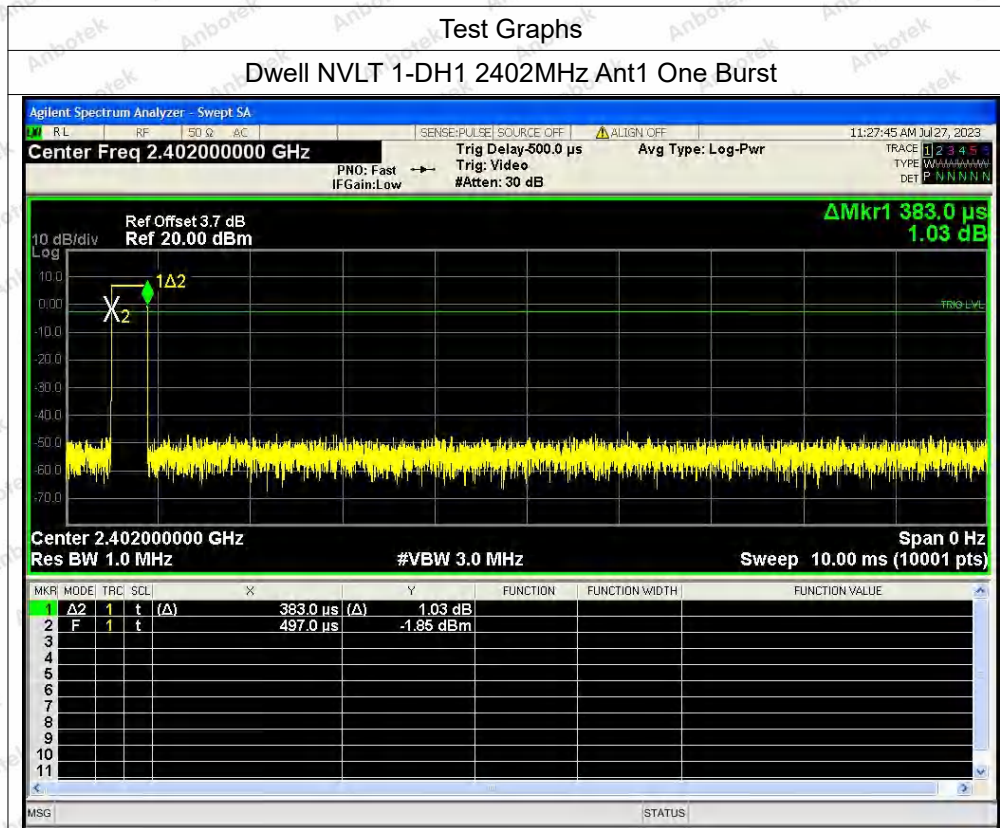 Test Graphs
Dwell NVLT 1-DH1 2402MHz Ant1 One Burst
Agilent Spectrum Analyzer - Swept SA
RL RF 50 Ω AC SENSE:PULSE SOURCE OFF ALIGN OFF 11:27:45 AM Jul 27, 2023
Center Freq 2.402000000 GHz
Trig Delay-500.0 µs
Avg Type: Log-Pwr
TRACE 1 2 3 4 5 6
PNO: Fast
Trig: Video
TYPE WWWWWW
IFGain:Low
#Atten: 30 dB
DET P N N N N N
ΔMkr1 383.0 µs
1.03 dB
Ref Offset 3.7 dB
10 dB/div Ref 20.00 dBm
Log
10.0
1Δ2
0.00
2
TRIG LVL
-10.0
-20.0
-30.0
-40.0
-50.0
-60.0
-70.0
Center 2.402000000 GHz Span 0 Hz
Res BW 1.0 MHz #VBW 3.0 MHz Sweep 10.00 ms (10001 pts)
MKR MODE TRC SCL X Y FUNCTION FUNCTION WIDTH FUNCTION VALUE
1 Δ2 1 t (Δ) 383.0 µs (Δ) 1.03 dB
2 F 1 t 497.0 µs -1.85 dBm
3
4
5
6
7
8
9
10
11
MSG STATUS
Anbotek